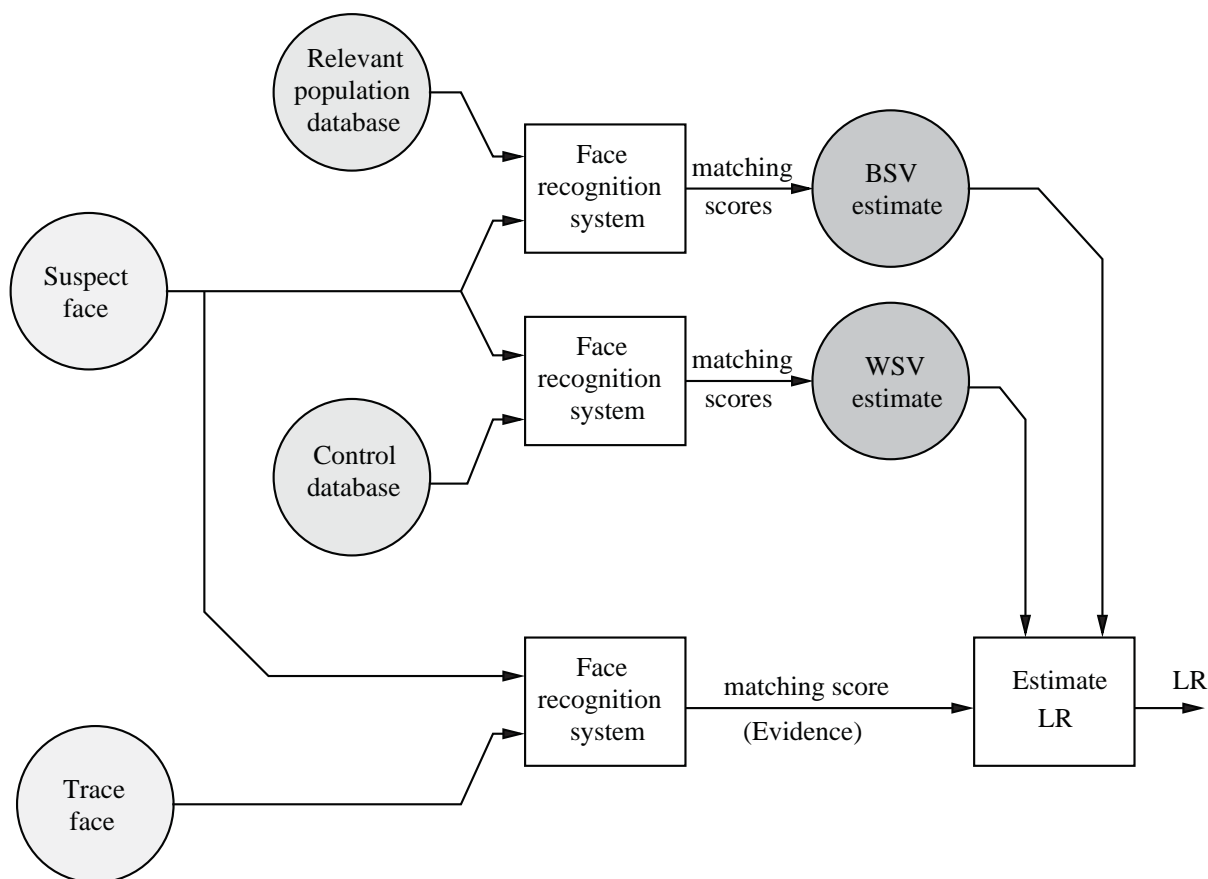 Relevant
population
database
Face
recognition
system
matching
scores
BSV
estimate
Suspect
face
Face
recognition
system
matching
scores
WSV
estimate
Control
database
Face
recognition
system
matching score
(Evidence)
Estimate
LR
LR
Trace
face